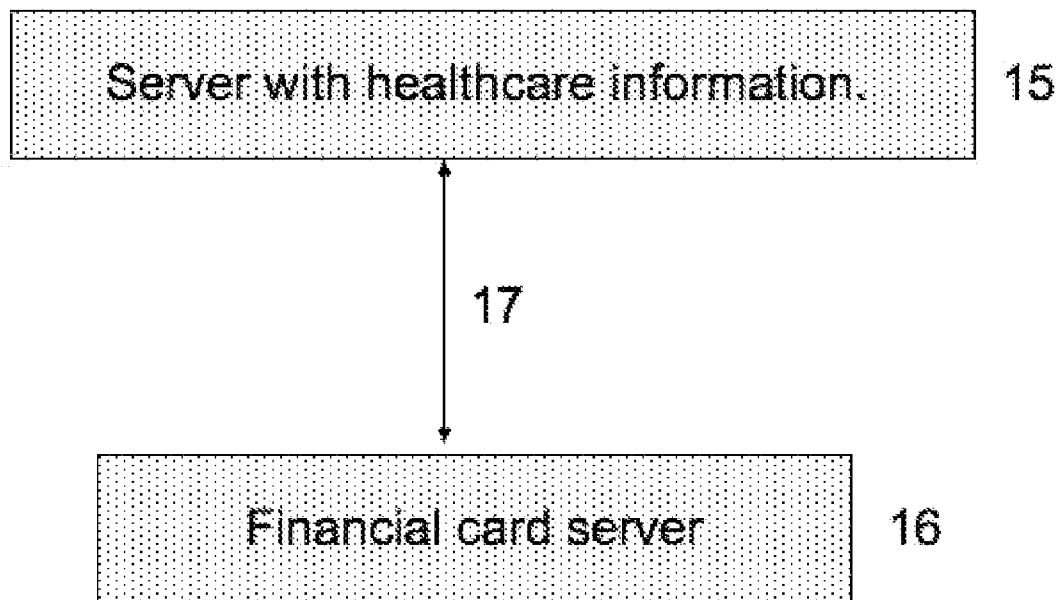 Server with healthcare information.
15
17
Financial card server
16